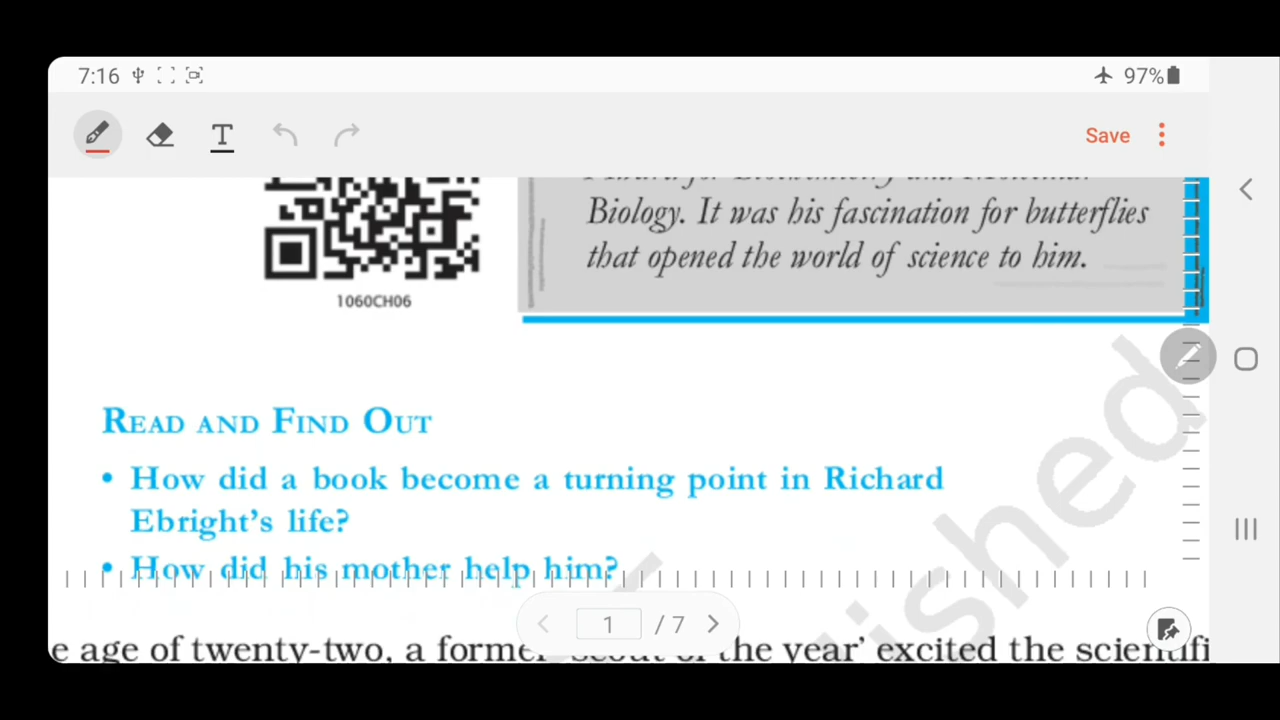 7:16
97%
T
Save
Biology. It was his fascination for butterflies
that opened the world of science to him.
1060CH06
READ AND FIND OUT
• How did a book become a turning point in Richard
Ebright's life?
• How did his mother help him?
1 / 7
e age of twenty-two, a former 'scout of the year' excited the scientifi